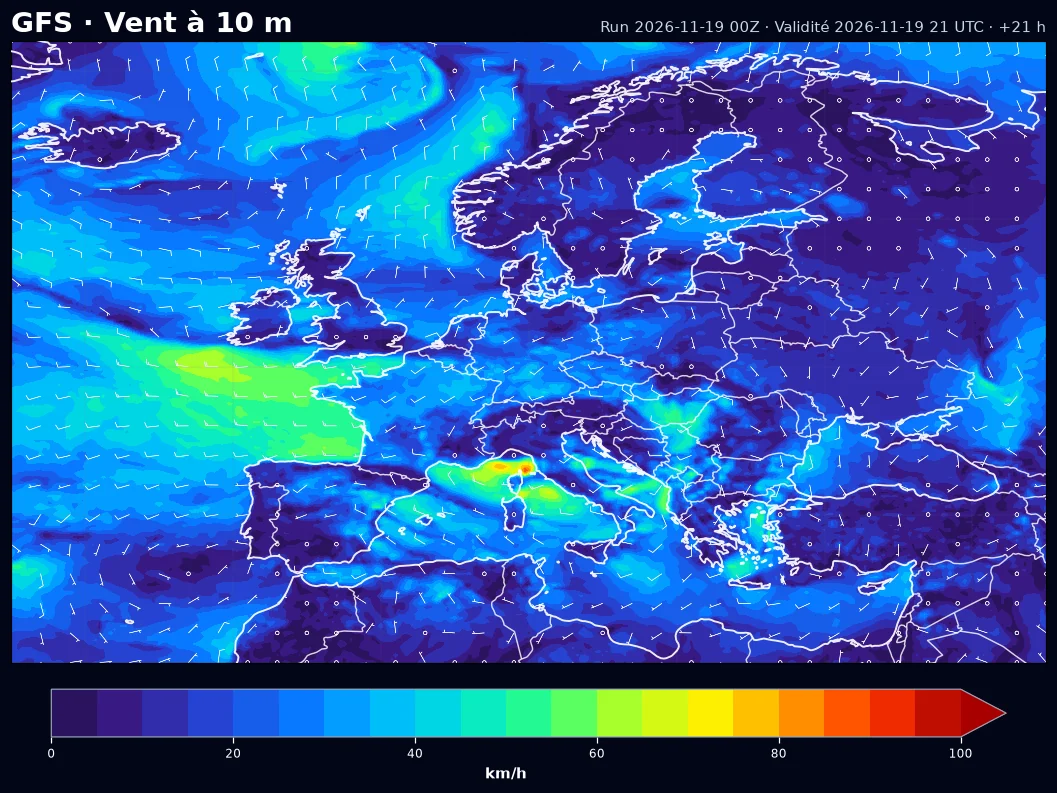 GFS · Vent à 10 m
Run 2026-11-19 00Z · Validité 2026-11-19 21 UTC · +21 h
0 20 40 60 80 100
km/h